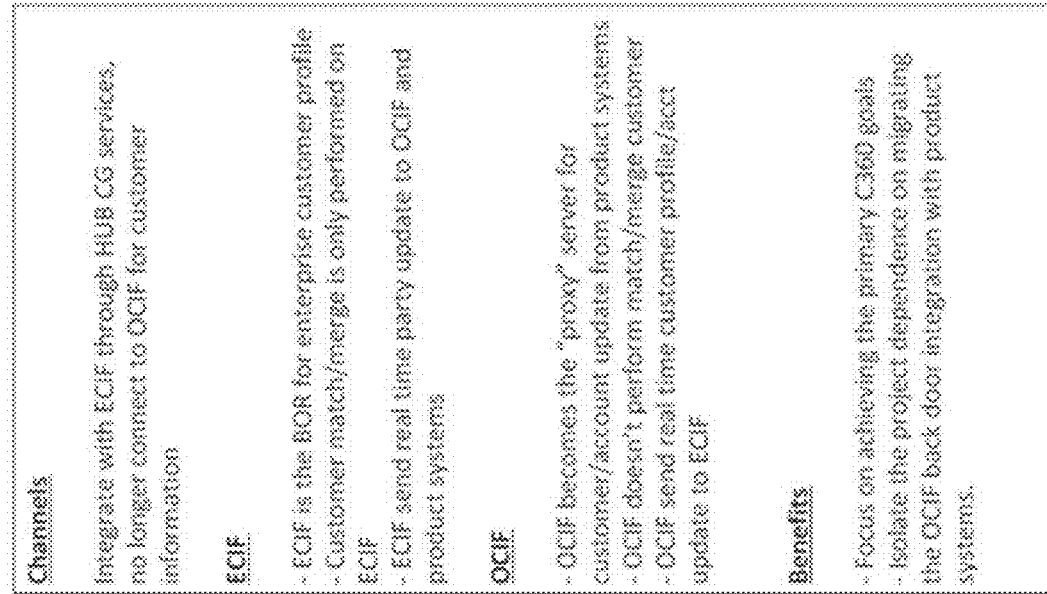 Channels
Integrate with ECIF through HUB CG services,
no longer connect to OCIF for customer
information
ECIF
- ECIF is the BOR for enterprise customer profile
- Customer match/merge is only performed on
ECIF
- ECIF send real time party update to OCIF and
product systems
OCIF
- OCIF becomes the "proxy" server for
customer/account update from product systems
- OCIF doesn't perform match/merge customer
- OCIF send real time customer profile/acct
update to ECIF
Benefits
- Focus on achieving the primary C360 goals
- Isolate the project dependence on migrating
the OCIF back door integration with product
systems.